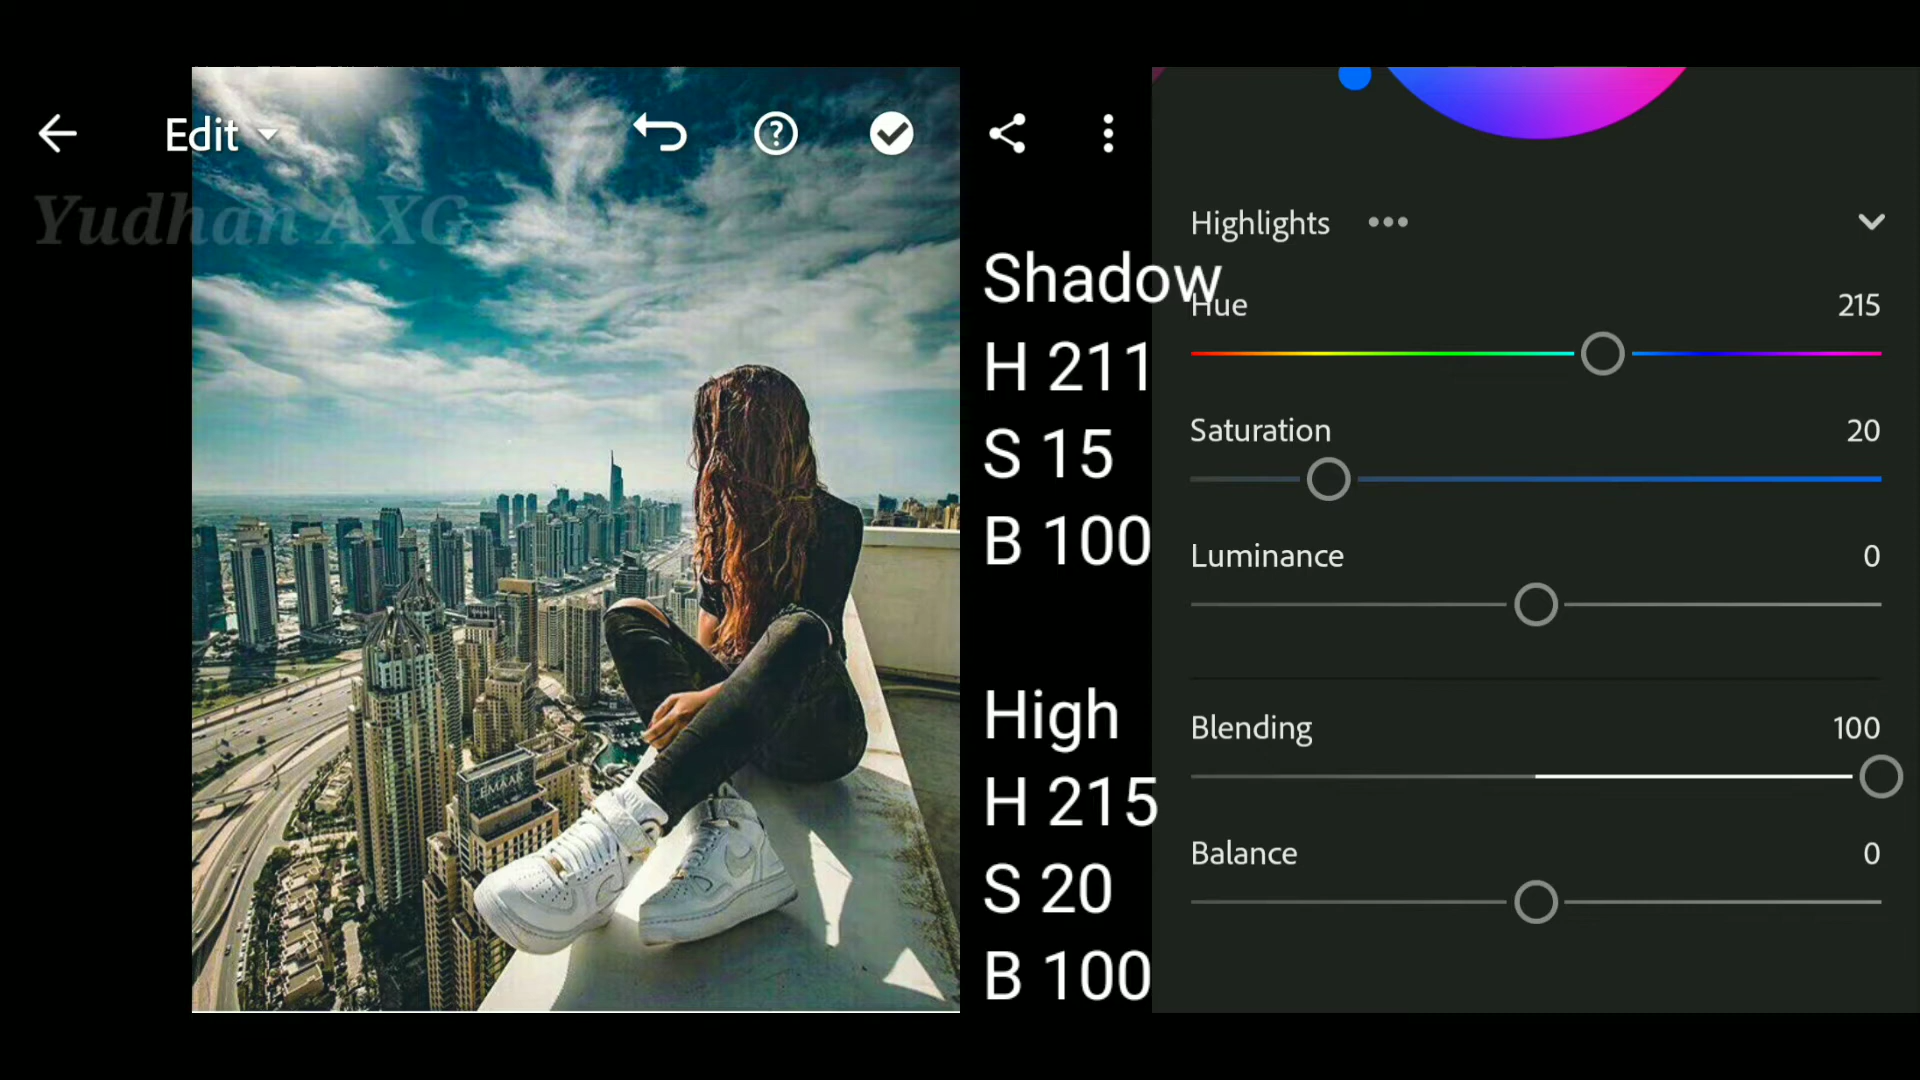 Edit
Yudhan AXG
Shadow
H 211
S 15
B 100
High
H 215
S 20
B 100
Highlights
Hue 215
Saturation 20
Luminance 0
Blending 100
Balance 0
EMAAR